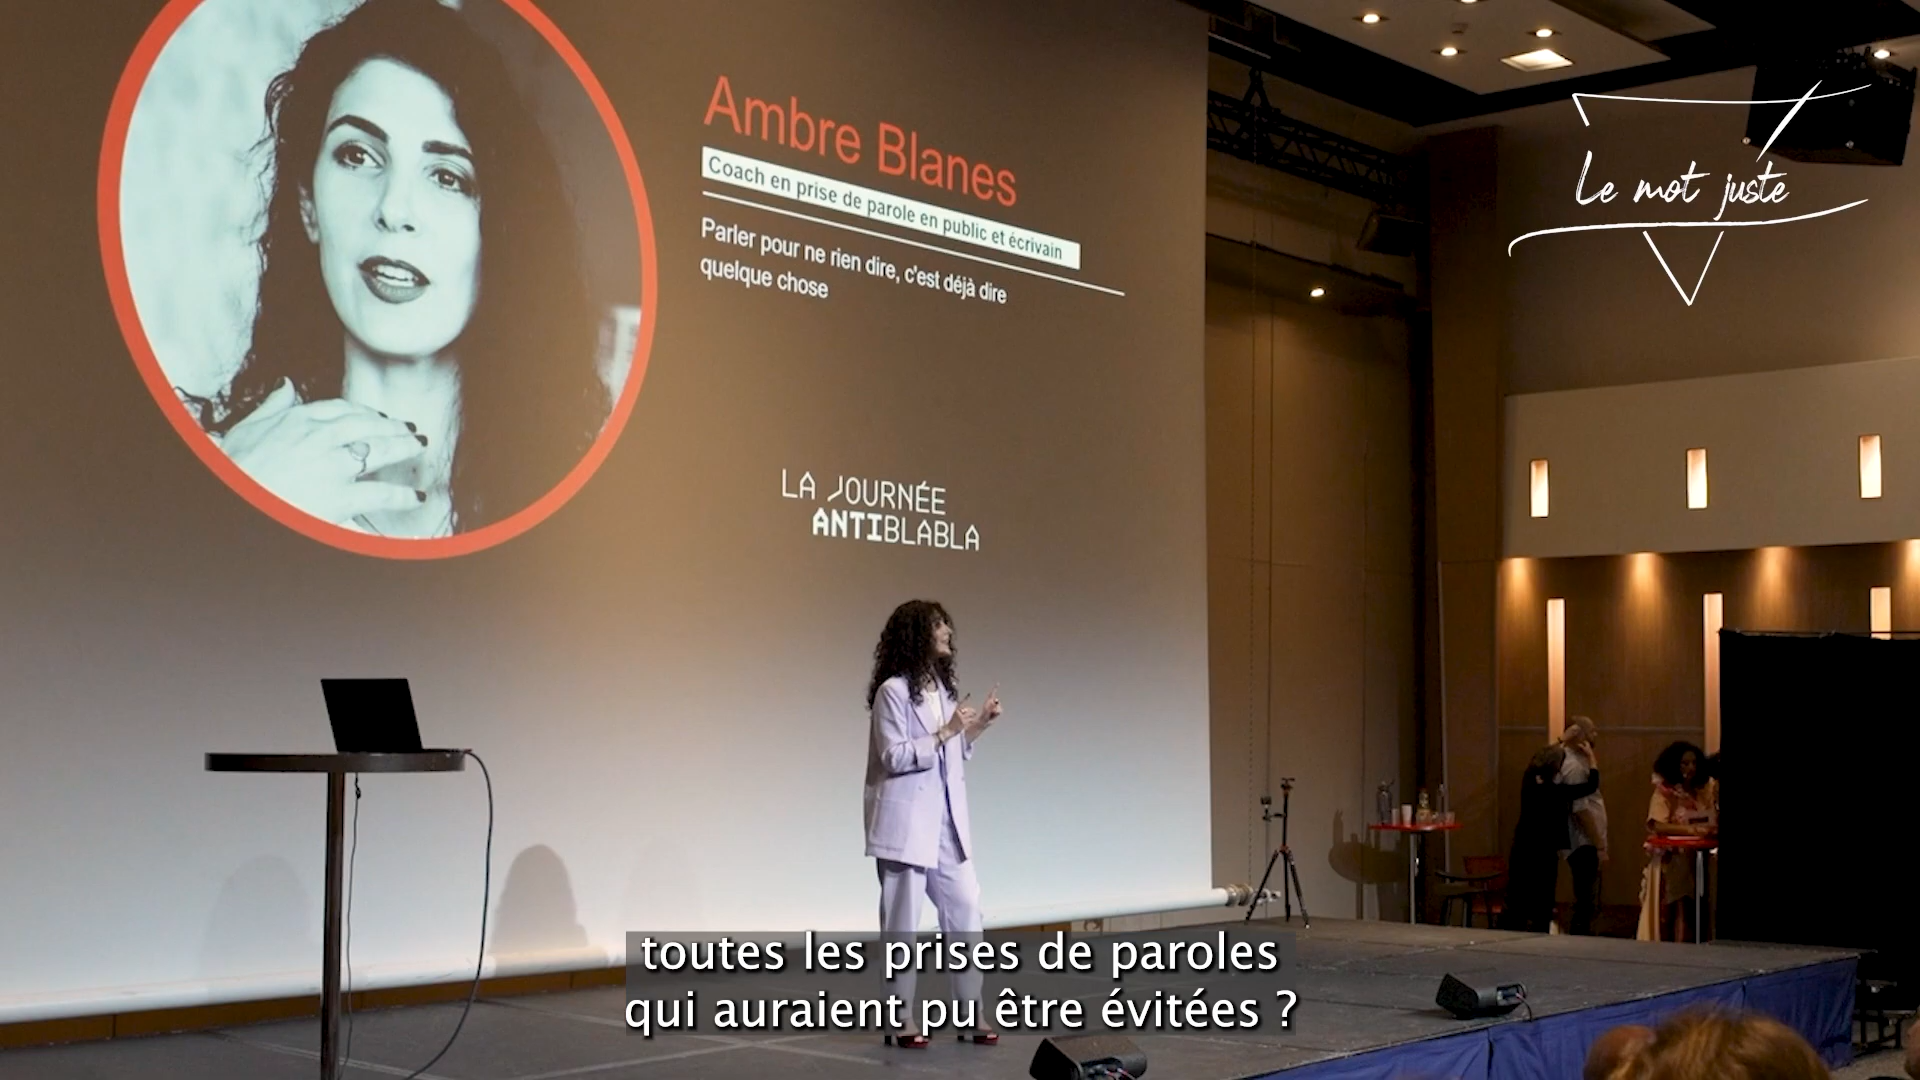 Ambre Blanes
Coach en prise de parole en public et écrivain
Parler pour ne rien dire, c'est déjà dire
quelque chose
Le mot juste
LA JOURNÉE
ANTIBLABLA
toutes les prises de paroles
qui auraient pu être évitées ?